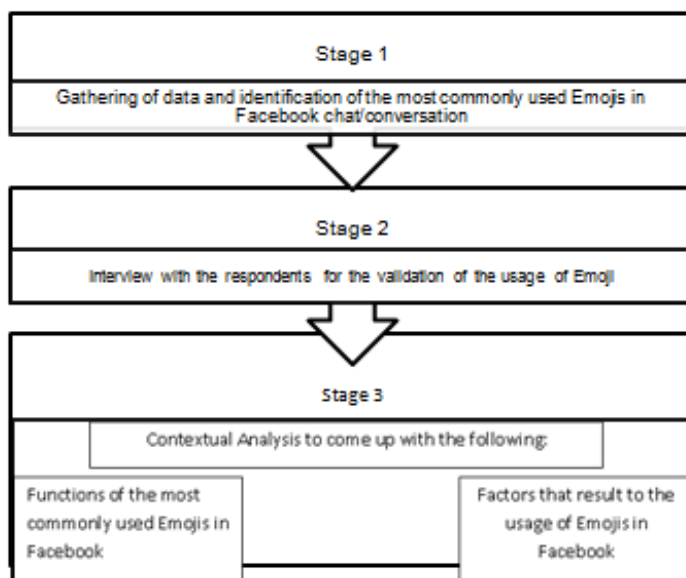 Stage 1
Gathering of data and identification of the most commonly used Emojis in
Facebook chat/conversation
Stage 2
Interview with the respondents for the validation of the usage of Emoji
Stage 3
Contextual Analysis to come up with the following:
Functions of the most
commonly used Emojis in
Facebook
Factors that result to the
usage of Emojis in
Facebook